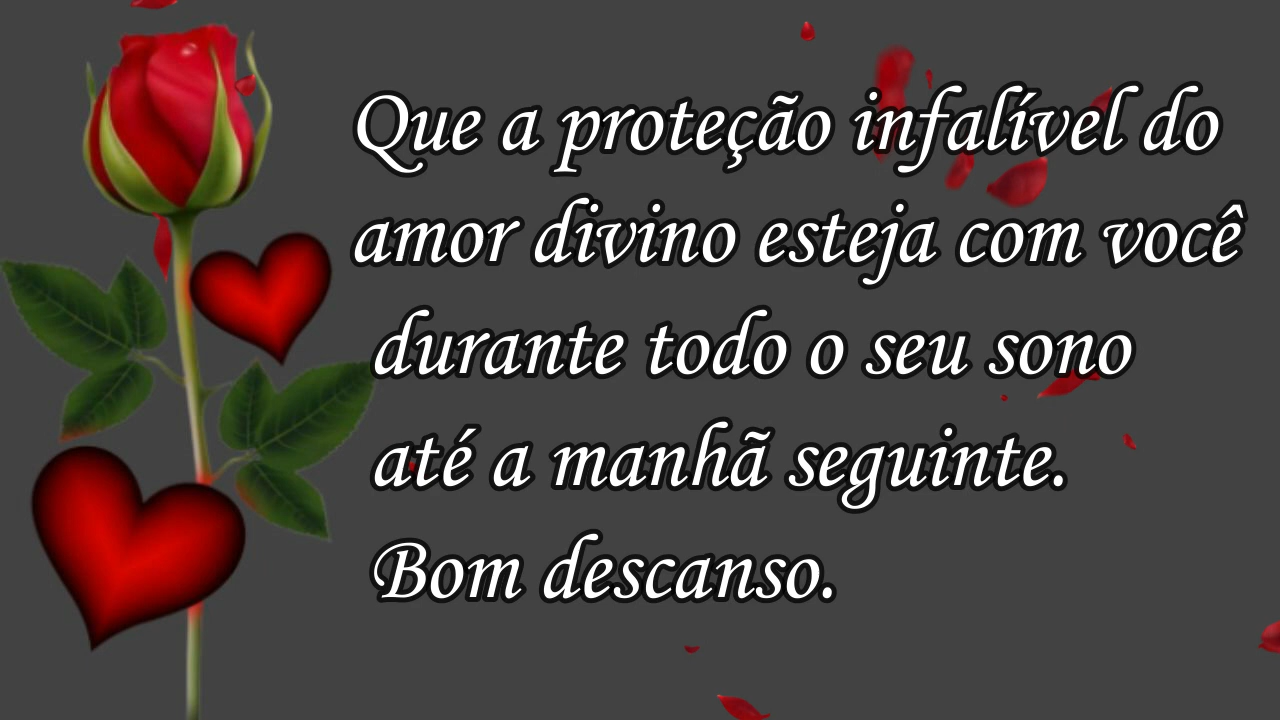 Que a proteção infalível do
amor divino esteja com você
durante todo o seu sono
até a manhã seguinte.
Bom descanso.